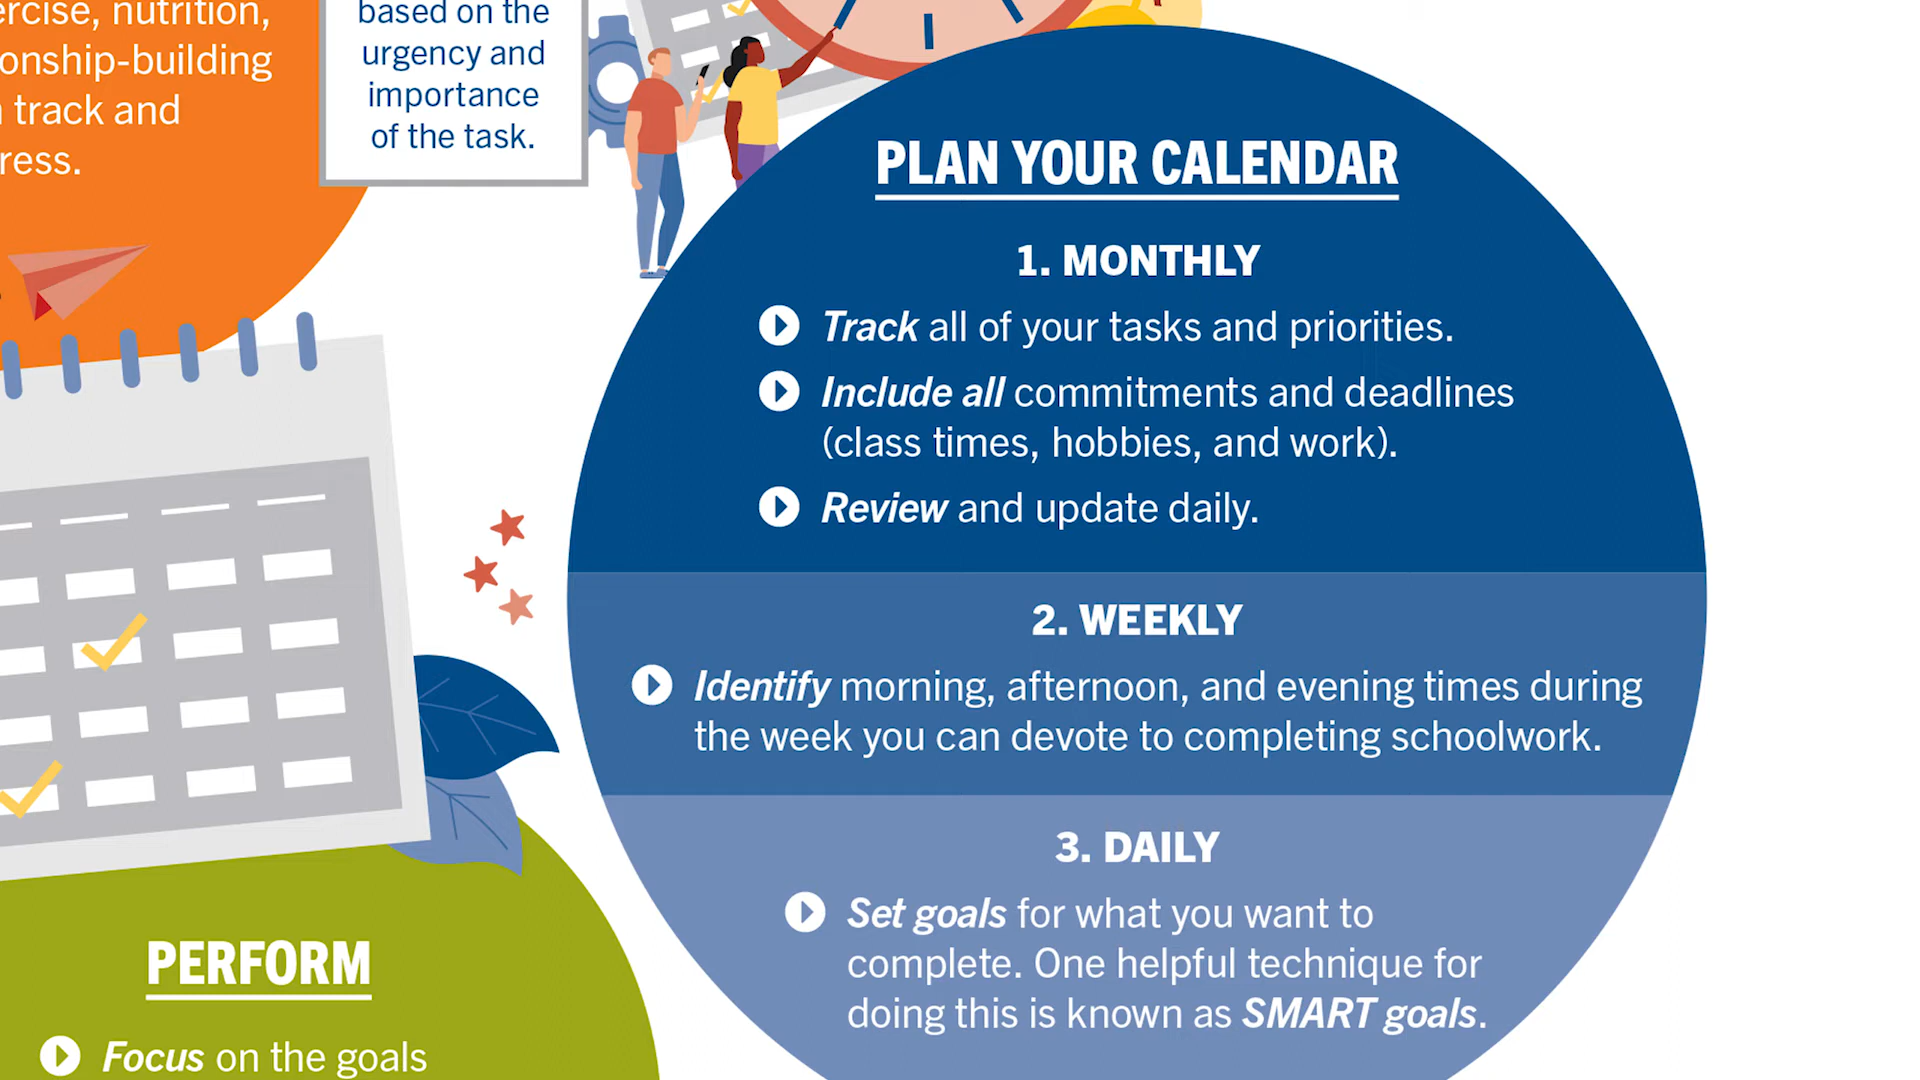 nutrition,
onship-building
track and
ress.
based on the
urgency and
importance
of the task.
PLAN YOUR CALENDAR
1. MONTHLY
Track all of your tasks and priorities.
Include all commitments and deadlines
(class times, hobbies, and work).
Review and update daily.
2. WEEKLY
Identify morning, afternoon, and evening times during
the week you can devote to completing schoolwork.
3. DAILY
Set goals for what you want to
complete. One helpful technique for
doing this is known as SMART goals.
PERFORM
Focus on the goals